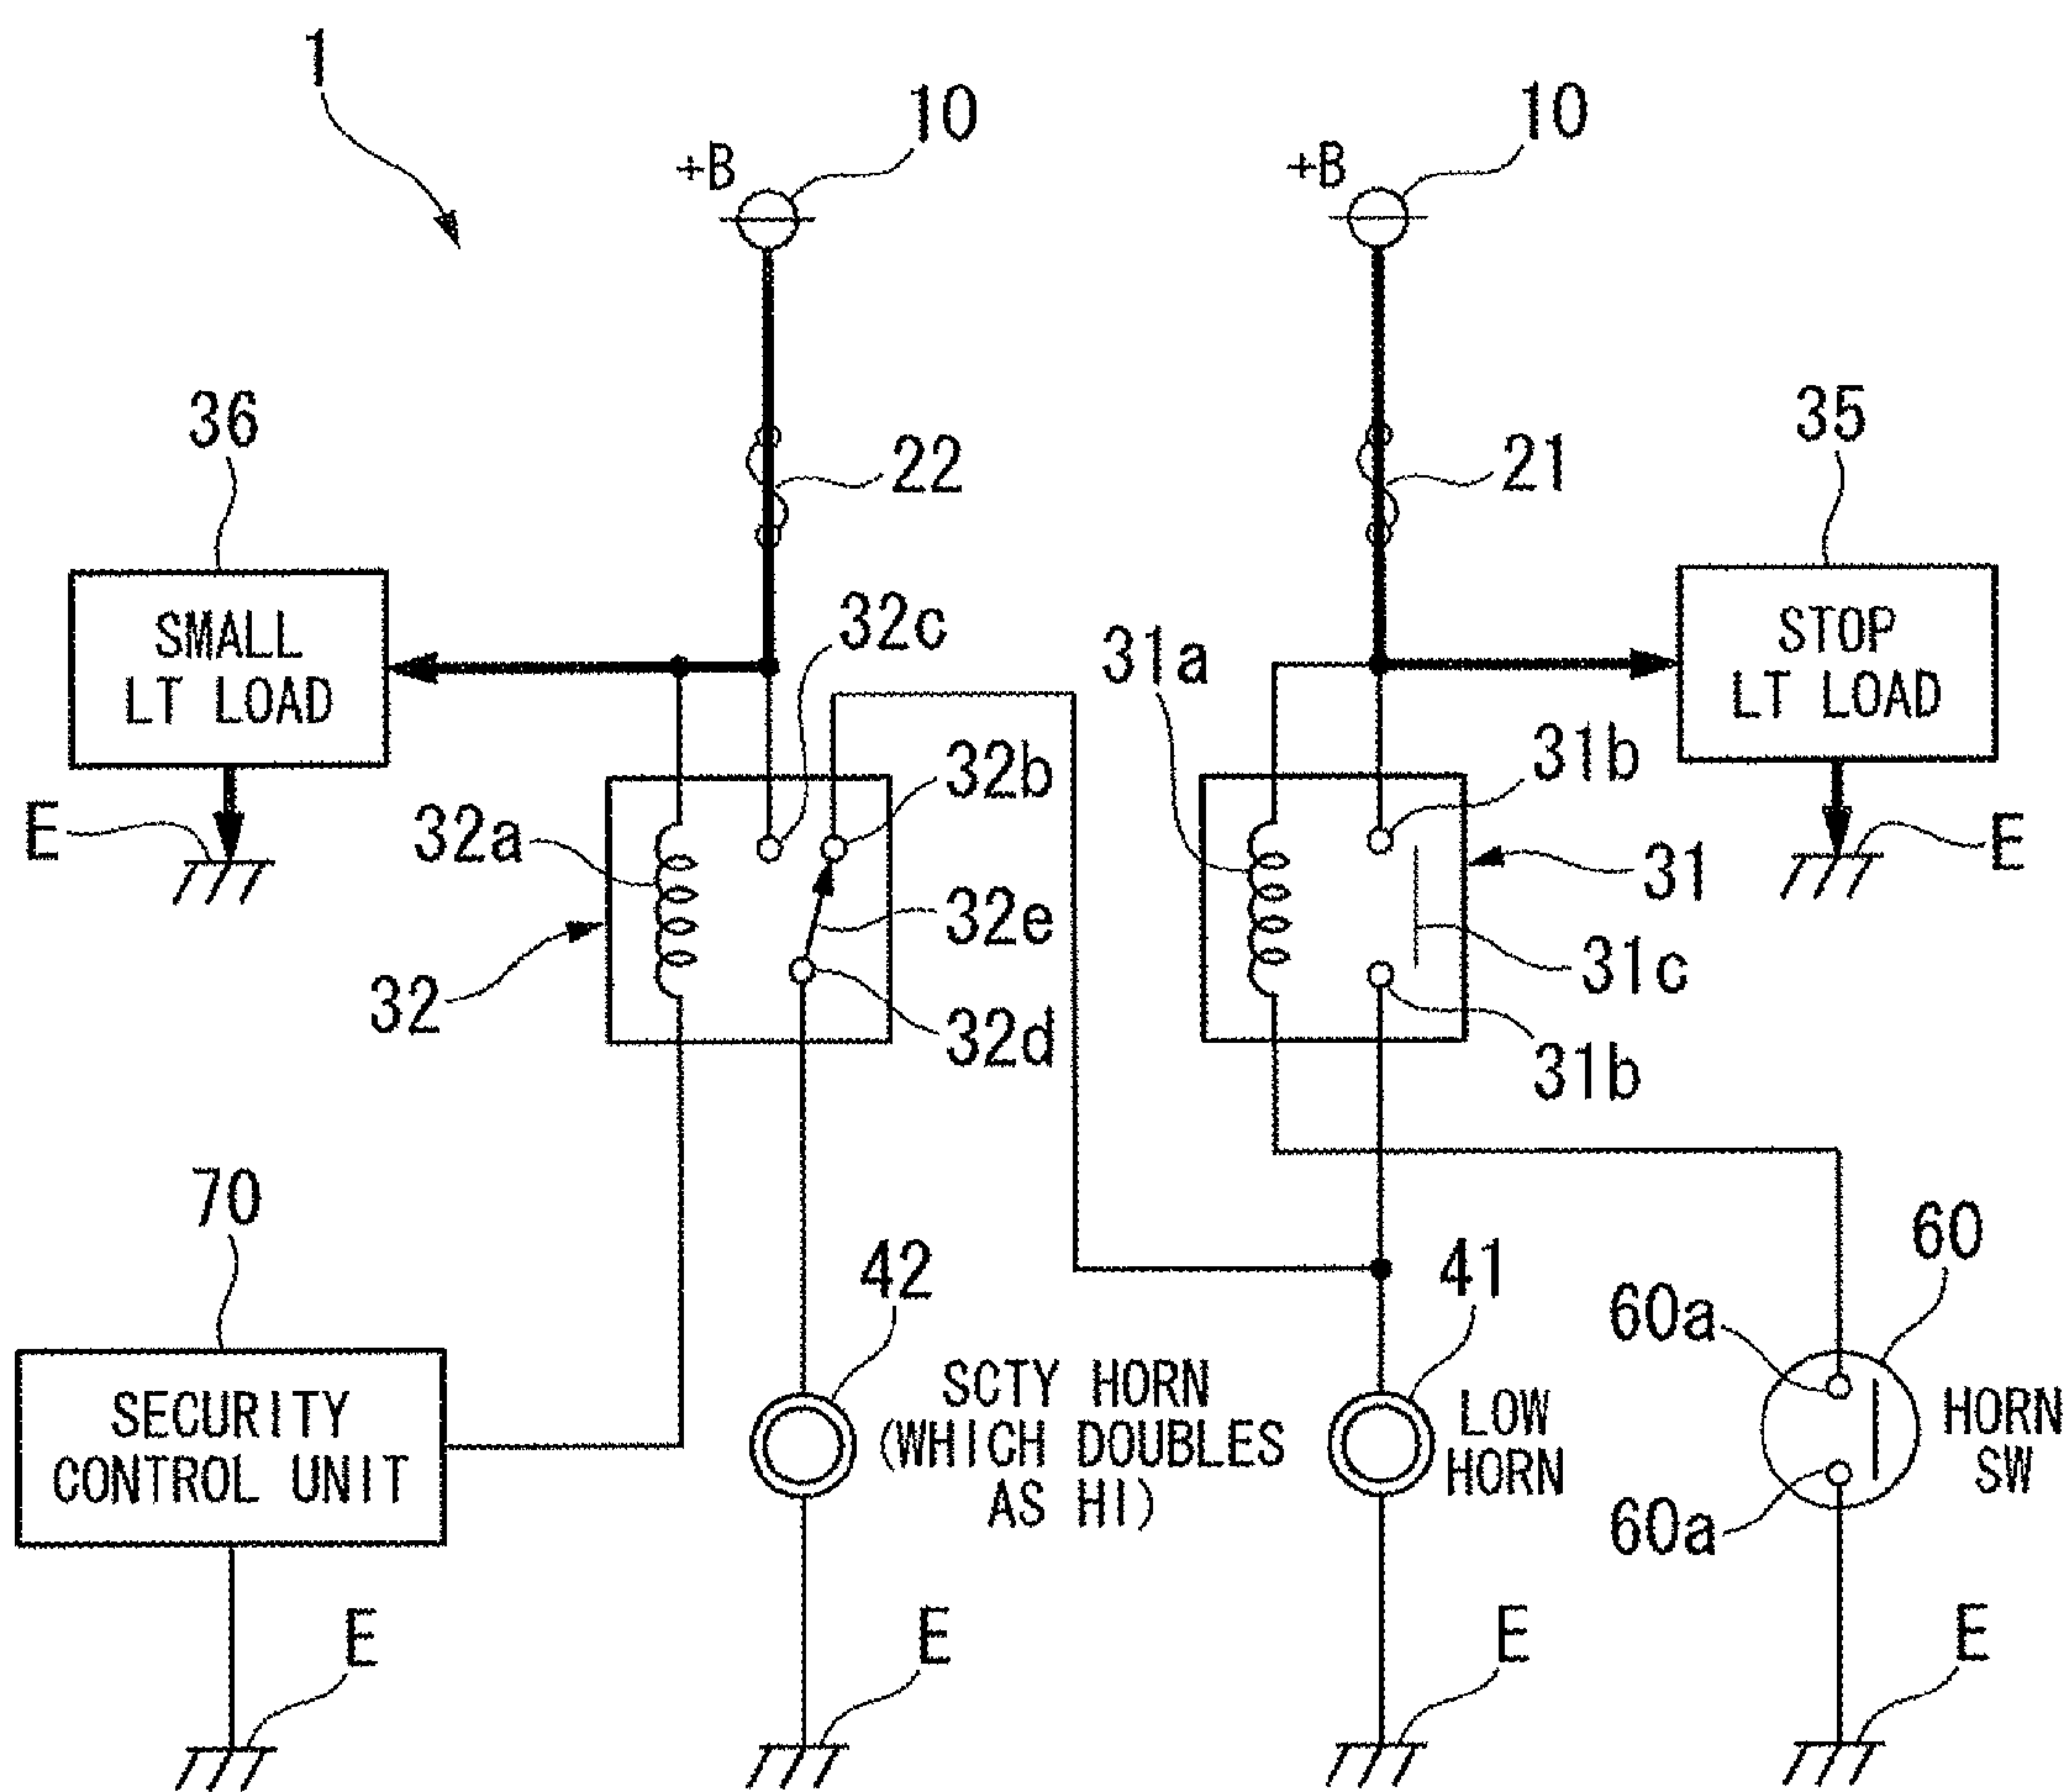 1
10
10
+B
+B
36
35
22
21
SMALL
LT LOAD
STOP
LT LOAD
32c
31a
32b
31b
E
E
32a
31
32e
31c
32
32d
31b
70
60
42
41
60a
SECURITY
CONTROL UNIT
SCTY HORN
(WHICH DOUBLES
AS HI)
LOW
HORN
HORN
SW
60a
E
E
E
E